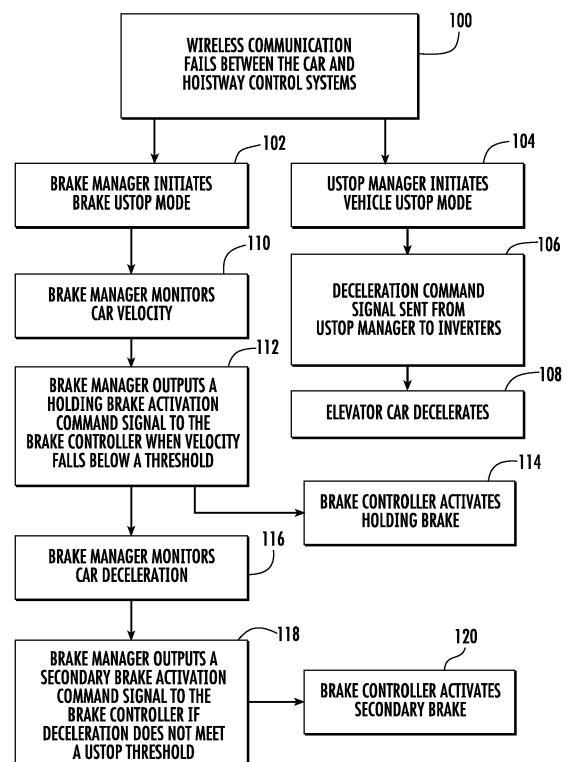 100
WIRELESS COMMUNICATION
FAILS BETWEEN THE CAR AND
HOISTWAY CONTROL SYSTEMS
102
BRAKE MANAGER INITIATES
BRAKE USTOP MODE
104
USTOP MANAGER INITIATES
VEHICLE USTOP MODE
110
BRAKE MANAGER MONITORS
CAR VELOCITY
106
DECELERATION COMMAND
SIGNAL SENT FROM
USTOP MANAGER TO INVERTERS
112
BRAKE MANAGER OUTPUTS A
HOLDING BRAKE ACTIVATION
COMMAND SIGNAL TO THE
BRAKE CONTROLLER WHEN VELOCITY
FALLS BELOW A THRESHOLD
108
ELEVATOR CAR DECELERATES
114
BRAKE CONTROLLER ACTIVATES
HOLDING BRAKE
116
BRAKE MANAGER MONITORS
CAR DECELERATION
118
BRAKE MANAGER OUTPUTS A
SECONDARY BRAKE ACTIVATION
COMMAND SIGNAL TO THE
BRAKE CONTROLLER IF
DECELERATION DOES NOT MEET
A USTOP THRESHOLD
120
BRAKE CONTROLLER ACTIVATES
SECONDARY BRAKE